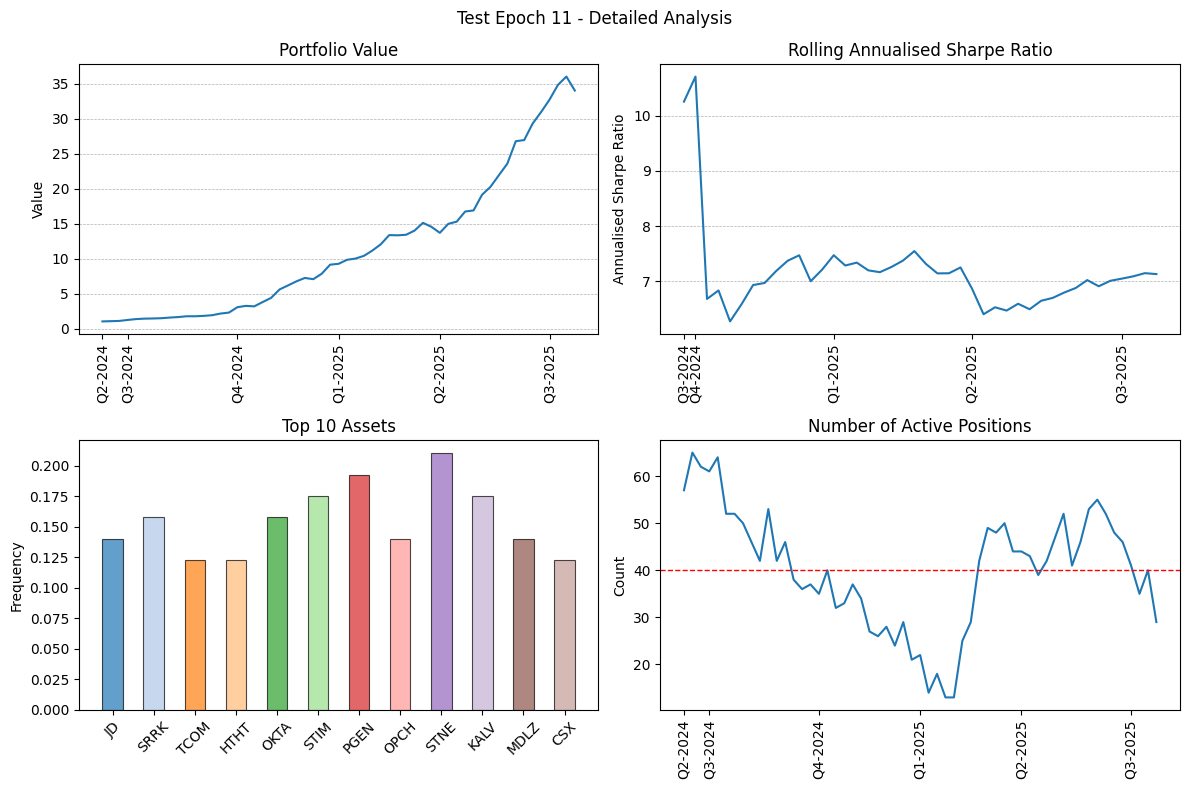 Test Epoch 11 - Detailed Analysis
Portfolio Value
Value
35
30
25
20
15
10
5
0
Q2-2024
Q3-2024
Q4-2024
Q1-2025
Q2-2025
Q3-2025
Rolling Annualised Sharpe Ratio
Annualised Sharpe Ratio
10
9
8
7
Q3-2024
Q4-2024
Q1-2025
Q2-2025
Q3-2025
Top 10 Assets
Frequency
0.200
0.175
0.150
0.125
0.100
0.075
0.050
0.025
0.000
JD
SRRK
TCOM
HTHT
OKTA
STIM
PGEN
OPCH
STNE
KALV
MDLZ
CSX
Number of Active Positions
Count
60
50
40
30
20
Q2-2024
Q3-2024
Q4-2024
Q1-2025
Q2-2025
Q3-2025